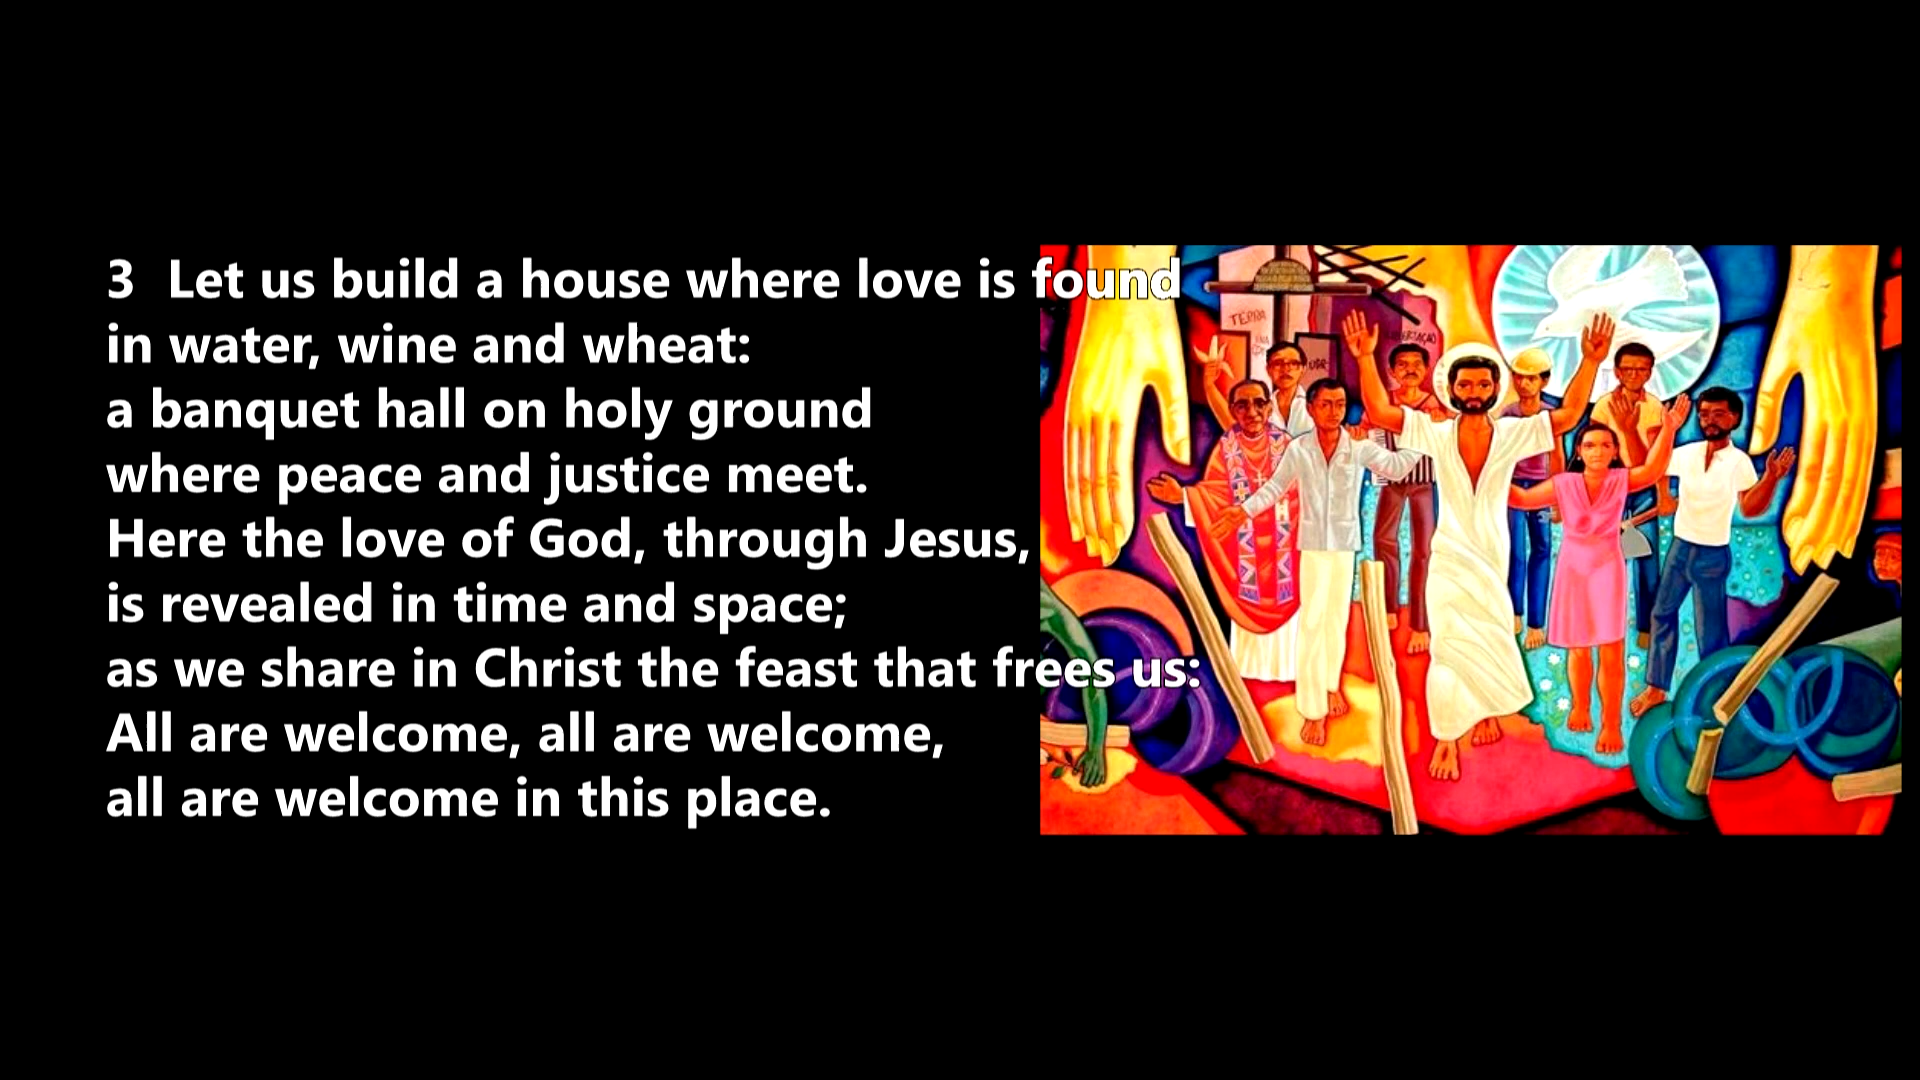 3 Let us build a house where love is found
in water, wine and wheat:
a banquet hall on holy ground
where peace and justice meet.
Here the love of God, through Jesus,
is revealed in time and space;
as we share in Christ the feast that frees us:
All are welcome, all are welcome,
all are welcome in this place.
TERRA